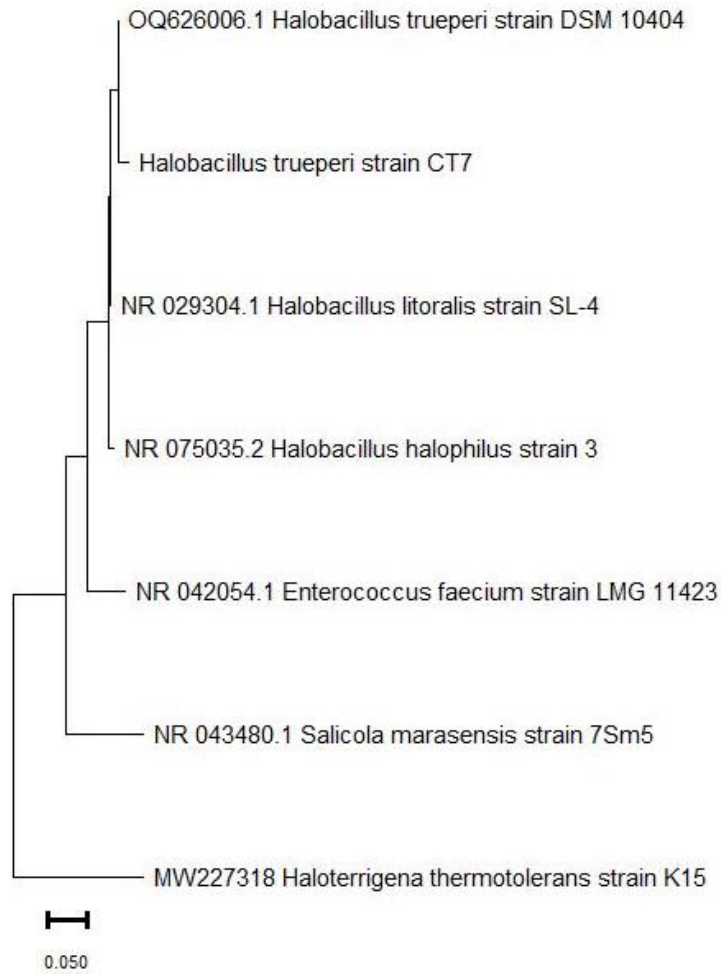 OQ626006.1 Halobacillus trueperi strain DSM 10404
Halobacillus trueperi strain CT7
NR 029304.1 Halobacillus litoralis strain SL-4
NR 075035.2 Halobacillus halophilus strain 3
NR 042054.1 Enterococcus faecium strain LMG 11423
NR 043480.1 Salicola marasensis strain 7Sm5
MW227318 Haloterrigena thermotolerans strain K15
0.050